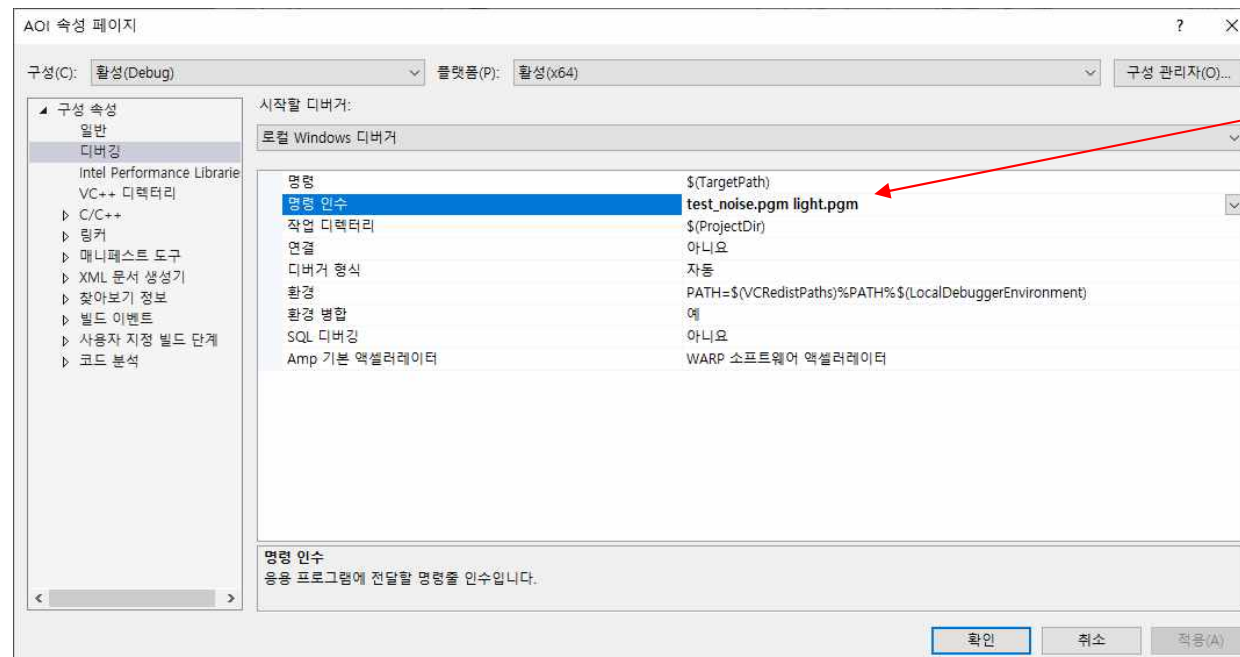 AOI 속성 페이지
구성(C): 활성(Debug) 플랫폼(P): 활성(x64) 구성 관리자(O)...
구성 속성
일반
디버깅
Intel Performance Librarie
VC++ 디렉터리
C/C++
링커
매니페스트 도구
XML 문서 생성기
찾아보기 정보
빌드 이벤트
사용자 지정 빌드 단계
코드 분석
시작할 디버거:
로컬 Windows 디버거
명령 $(TargetPath)
명령 인수 test_noise.pgm light.pgm
작업 디렉터리 $(ProjectDir)
연결 아니요
디버거 형식 자동
환경 PATH=$(VCRedistPaths)%PATH%$(LocalDebuggerEnvironment)
환경 병합 예
SQL 디버깅 아니요
Amp 기본 액셀러레이터 WARP 소프트웨어 액셀러레이터
명령 인수
응용 프로그램에 전달할 명령줄 인수입니다.
확인 취소 적용(A)